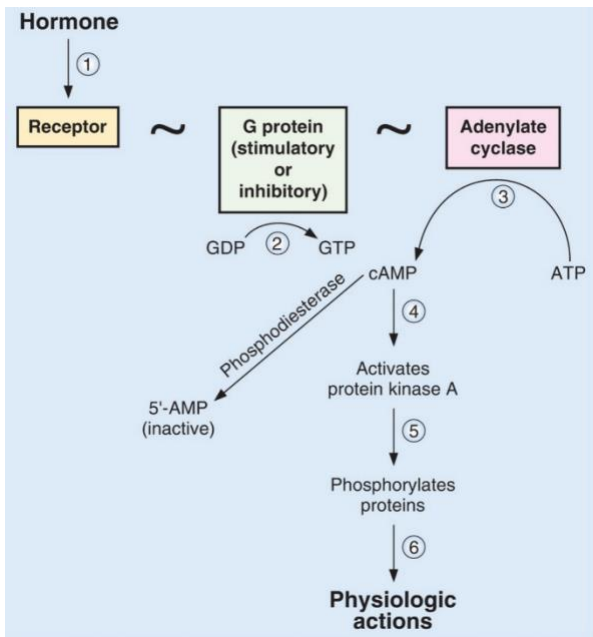 Hormone
①
Receptor
~
G protein
(stimulatory
or
inhibitory)
~
Adenylate
cyclase
③
GDP
②
GTP
cAMP
ATP
Phosphodiesterase
④
5'-AMP
(inactive)
Activates
protein kinase A
⑤
Phosphorylates
proteins
⑥
Physiologic
actions